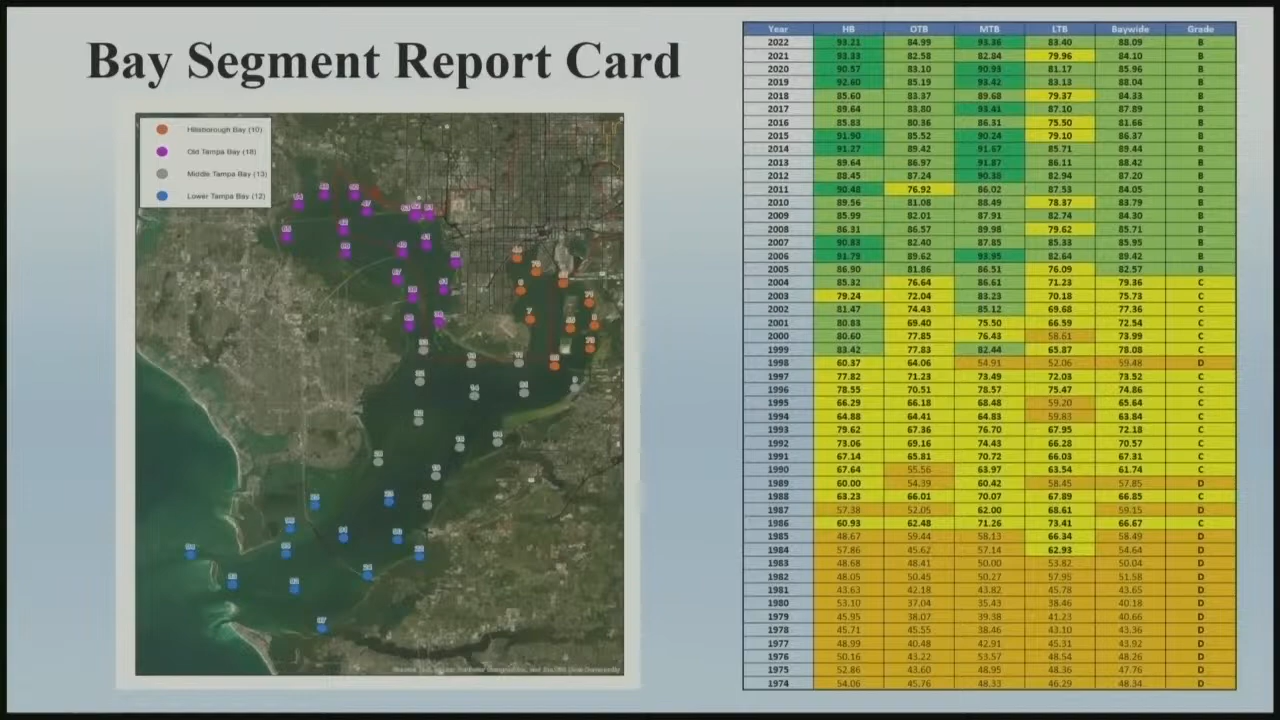 Bay Segment Report Card
Hillsborough Bay (10)
Old Tampa Bay (18)
Middle Tampa Bay (13)
Lower Tampa Bay (12)
Year HB OTB MTB LTB Baywide Grade
2022 93.21 84.99 93.36 83.40 88.09 B
2021 93.33 82.58 82.84 79.96 84.10 B
2020 90.57 83.10 90.93 81.17 85.96 B
2019 92.60 85.19 93.42 83.13 88.04 B
2018 85.60 83.37 89.68 79.37 84.33 B
2017 89.64 83.80 93.41 87.10 87.89 B
2016 85.83 80.36 86.31 75.50 81.66 B
2015 91.90 85.52 90.24 79.10 86.37 B
2014 91.27 89.42 91.67 85.71 89.44 B
2013 89.64 86.97 91.87 86.11 88.42 B
2012 88.45 87.24 90.38 82.94 87.20 B
2011 90.48 76.92 86.02 87.53 84.05 B
2010 89.56 81.08 88.49 78.37 83.79 B
2009 85.99 82.01 87.91 82.74 84.30 B
2008 86.31 86.57 89.98 79.62 85.71 B
2007 90.83 82.40 87.85 85.33 85.95 B
2006 91.79 89.62 93.95 82.64 89.42 B
2005 86.90 81.86 86.51 76.09 82.57 B
2004 85.32 76.64 86.61 71.23 79.36 C
2003 79.24 72.04 83.23 70.18 75.73 C
2002 81.47 74.43 85.12 69.68 77.36 C
2001 80.83 69.40 75.50 66.59 72.54 C
2000 80.60 77.85 76.43 58.61 73.99 C
1999 83.42 77.83 82.44 65.87 78.08 C
1998 60.37 64.06 54.91 52.06 59.48 D
1997 77.82 71.23 73.49 72.03 73.52 C
1996 78.55 70.51 78.57 75.47 74.86 C
1995 66.29 66.18 68.48 59.20 65.64 C
1994 64.88 64.41 64.83 59.83 63.84 C
1993 79.62 67.36 76.70 67.95 72.18 C
1992 73.06 69.16 74.43 66.28 70.57 C
1991 67.14 65.81 70.72 66.03 67.31 C
1990 67.64 55.56 63.97 63.54 61.74 C
1989 60.00 54.39 60.42 58.45 57.85 D
1988 63.23 66.01 70.07 67.89 66.85 C
1987 57.38 52.05 62.00 68.61 59.15 D
1986 60.93 62.48 71.26 73.41 66.67 C
1985 48.67 59.44 58.13 66.34 58.49 D
1984 57.86 45.62 57.14 62.93 54.64 D
1983 48.68 48.41 50.00 53.82 50.04 D
1982 48.05 50.45 50.27 57.95 51.58 D
1981 43.63 42.18 43.82 45.78 43.65 D
1980 53.10 37.04 35.43 38.46 40.18 D
1979 45.95 38.07 39.38 41.23 40.66 D
1978 45.71 45.55 38.46 43.10 43.36 D
1977 48.99 40.48 42.91 45.31 43.92 D
1976 50.16 43.22 53.57 48.54 48.26 D
1975 52.86 43.60 48.95 48.36 47.76 D
1974 54.06 45.76 48.33 46.29 48.34 D